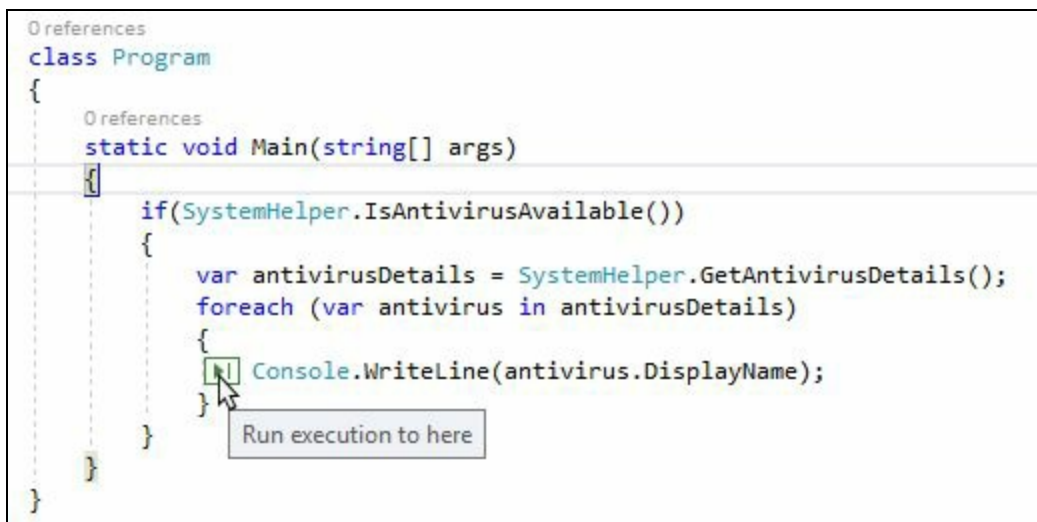 0 references
class Program
{
0 references
static void Main(string[] args)
{
if(SystemHelper.IsAntivirusAvailable())
{
var antivirusDetails = SystemHelper.GetAntivirusDetails();
foreach (var antivirus in antivirusDetails)
{
Console.WriteLine(antivirus.DisplayName);
}
Run execution to here
}
}
}